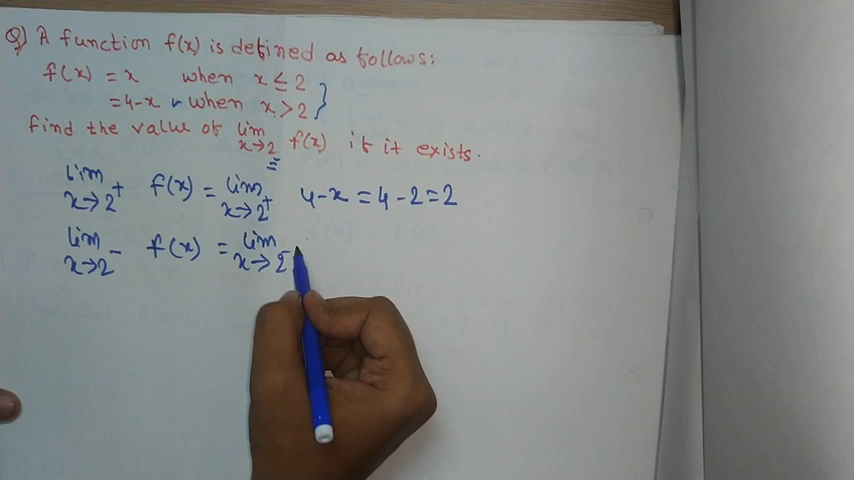 Q) A function f(x) is defined as follows:
f(x) = x when x ≤ 2
= 4-x when x > 2 }
find the value of lim x→2 f(x) if it exists.
lim x→2⁺ f(x) = lim x→2⁺ 4-x = 4-2 = 2
lim x→2⁻ f(x) = lim x→2⁻